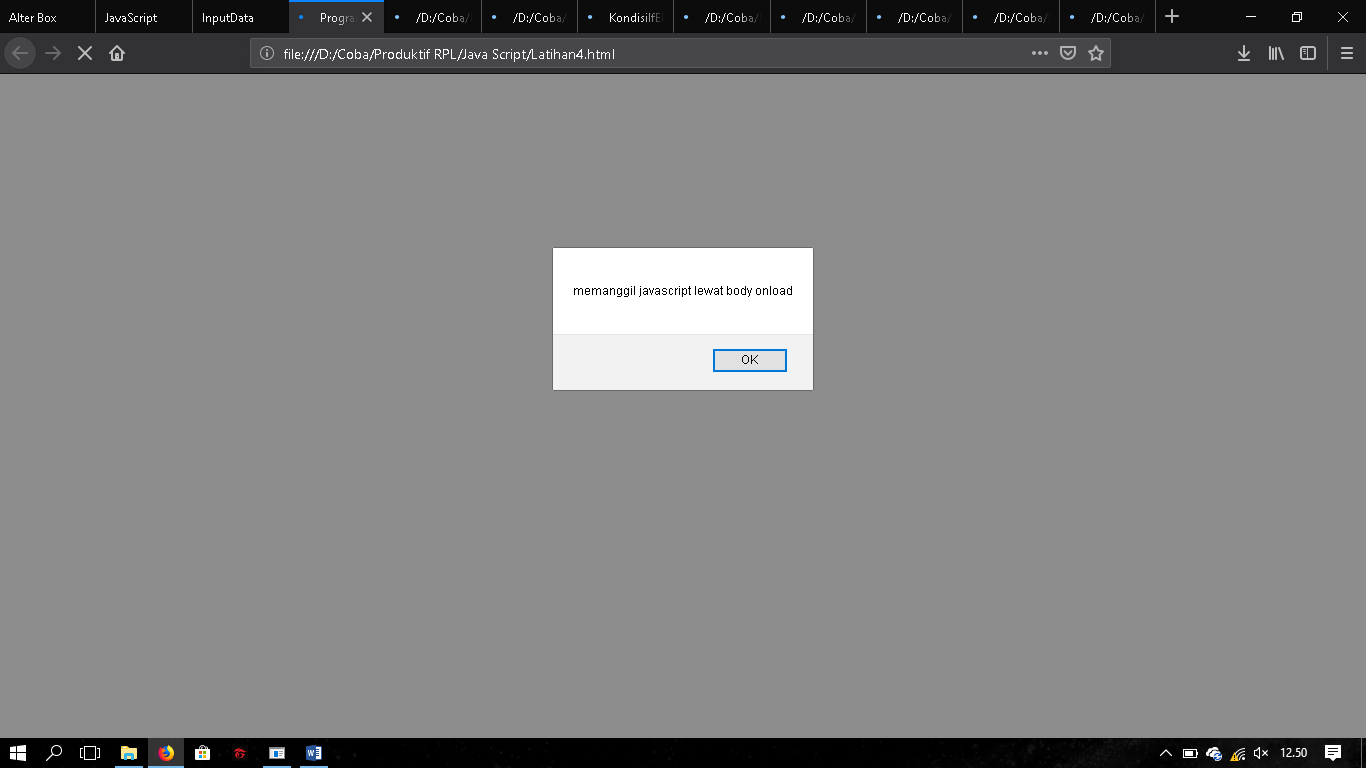 Alter Box
JavaScript
InputData
Progra
/D:/Coba/
/D:/Coba/
KondisiIfE
/D:/Coba/
/D:/Coba/
/D:/Coba/
/D:/Coba/
/D:/Coba/
file:///D:/Coba/Produktif RPL/Java Script/Latihan4.html
memanggil javascript lewat body onload
OK
12.50